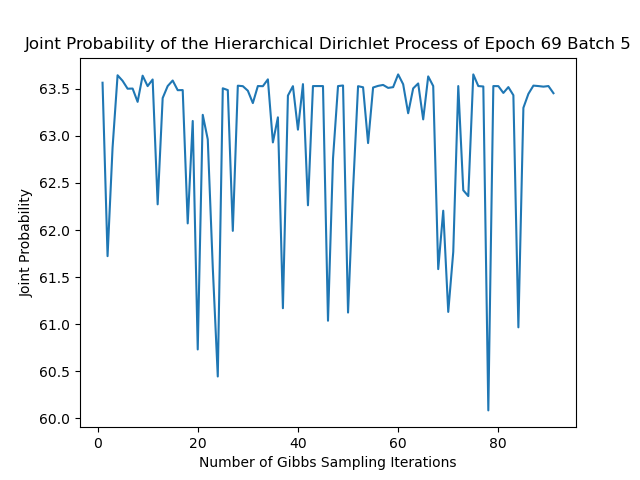 Joint Probability of the Hierarchical Dirichlet Process of Epoch 69 Batch 5
63.5
63.0
62.5
62.0
61.5
61.0
60.5
60.0
Joint Probability
0 20 40 60 80
Number of Gibbs Sampling Iterations